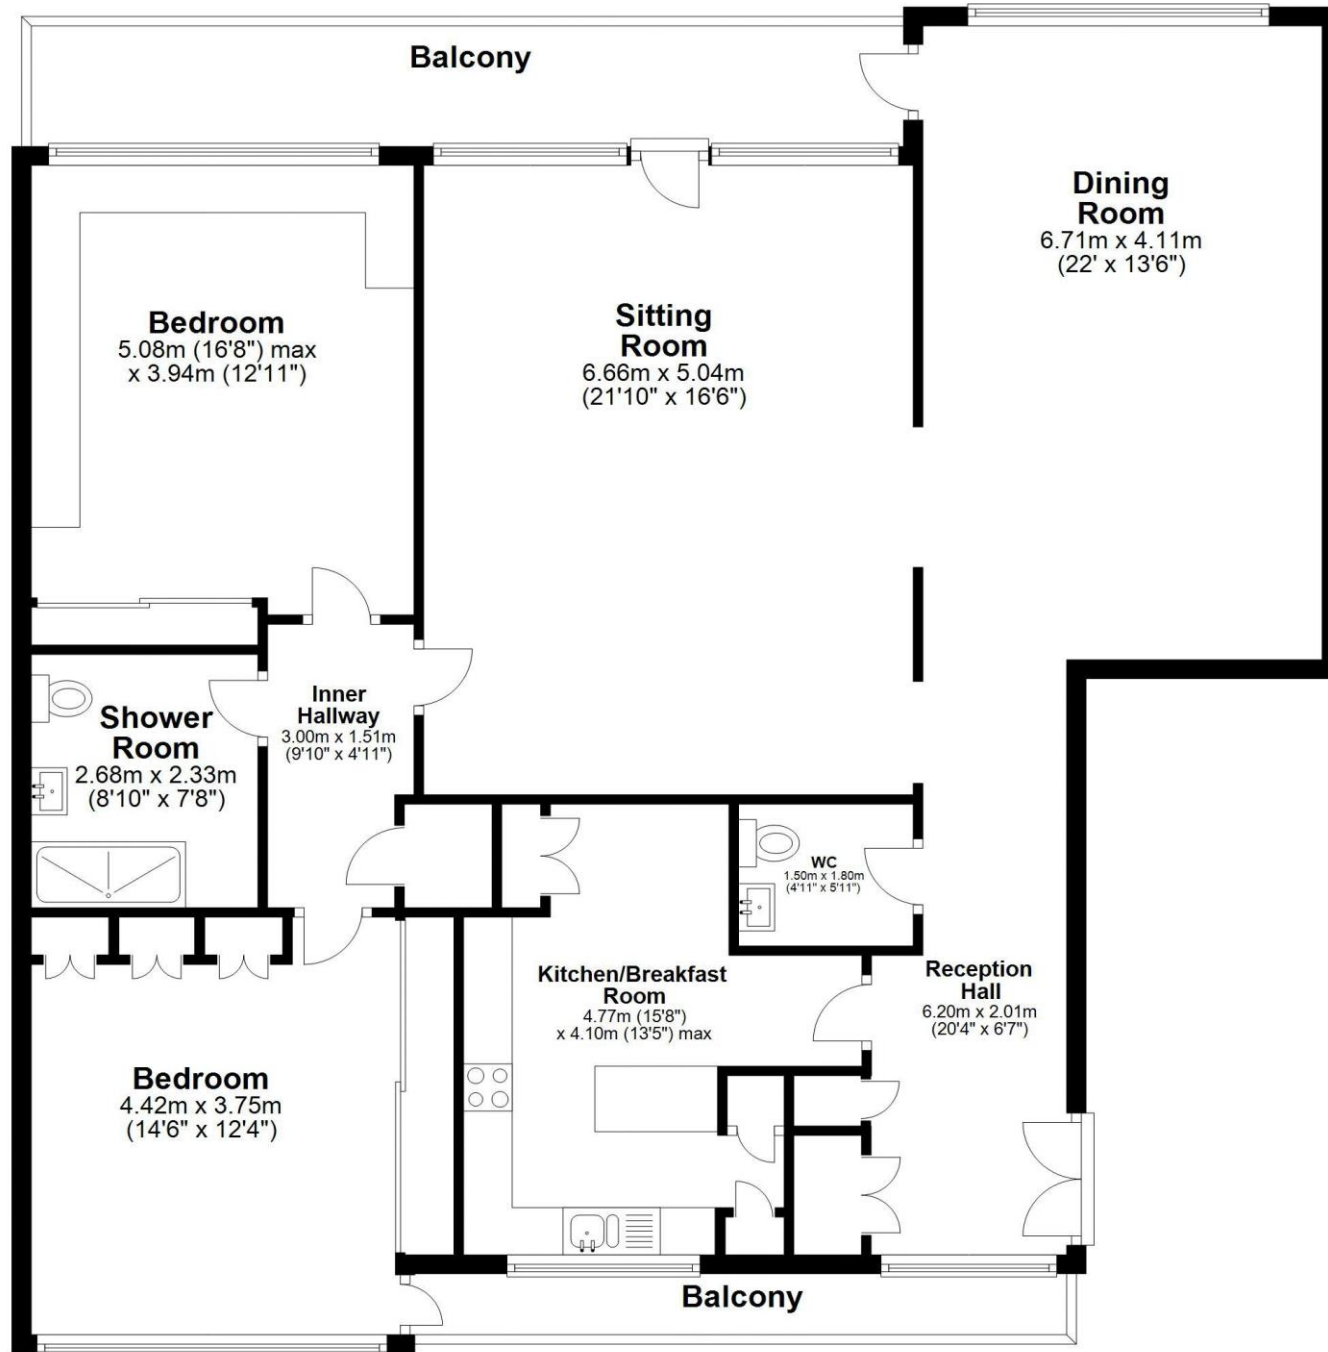 Balcony
Dining
Room
6.71m x 4.11m
(22' x 13'6")
Sitting
Room
6.66m x 5.04m
(21'10" x 16'6")
Bedroom
5.08m (16'8") max
x 3.94m (12'11")
Inner
Hallway
3.00m x 1.51m
(9'10" x 4'11")
Shower
Room
2.68m x 2.33m
(8'10" x 7'8")
WC
1.50m x 1.80m
(4'11" x 5'11")
Kitchen/Breakfast
Room
4.77m (15'8")
x 4.10m (13'5") max
Reception
Hall
6.20m x 2.01m
(20'4" x 6'7")
Bedroom
4.42m x 3.75m
(14'6" x 12'4")
Balcony